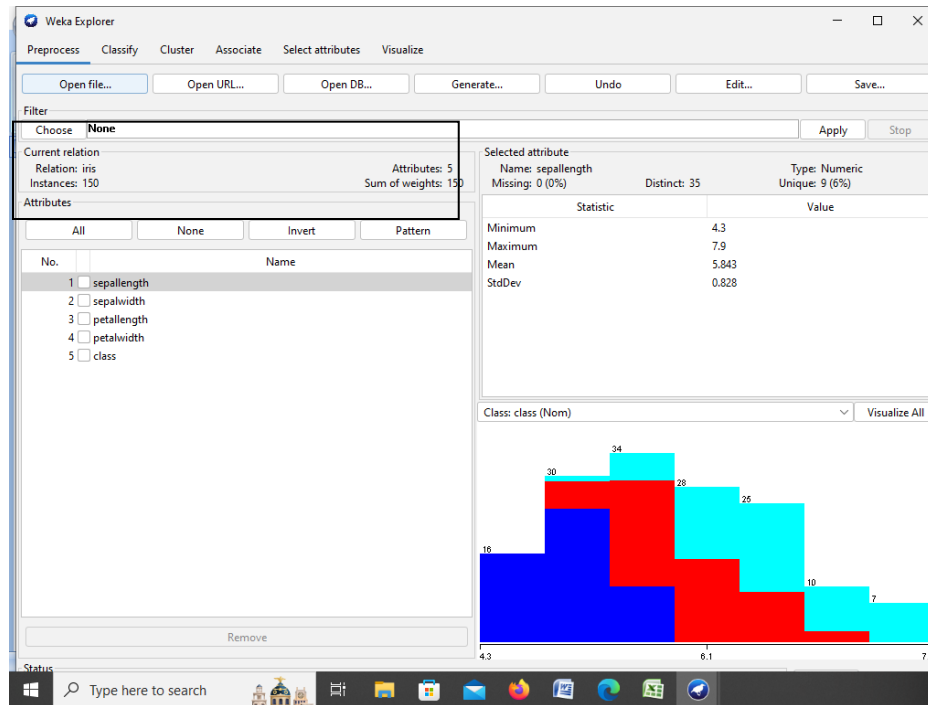 Weka Explorer
Preprocess Classify Cluster Associate Select attributes Visualize
Open file... Open URL... Open DB... Generate... Undo Edit... Save...
Filter
Choose None Apply Stop
Current relation
Relation: iris Attributes: 5
Instances: 150 Sum of weights: 150
Selected attribute
Name: sepallength Type: Numeric
Missing: 0 (0%) Distinct: 35 Unique: 9 (6%)
Attributes
All None Invert Pattern
No. Name
1 sepallength
2 sepalwidth
3 petallength
4 petalwidth
5 class
Remove
Statistic Value
Minimum 4.3
Maximum 7.9
Mean 5.843
StdDev 0.828
Class: class (Nom) Visualize All
16 30 34 28 25 10 7
4.3 6.1 7
Status
Type here to search